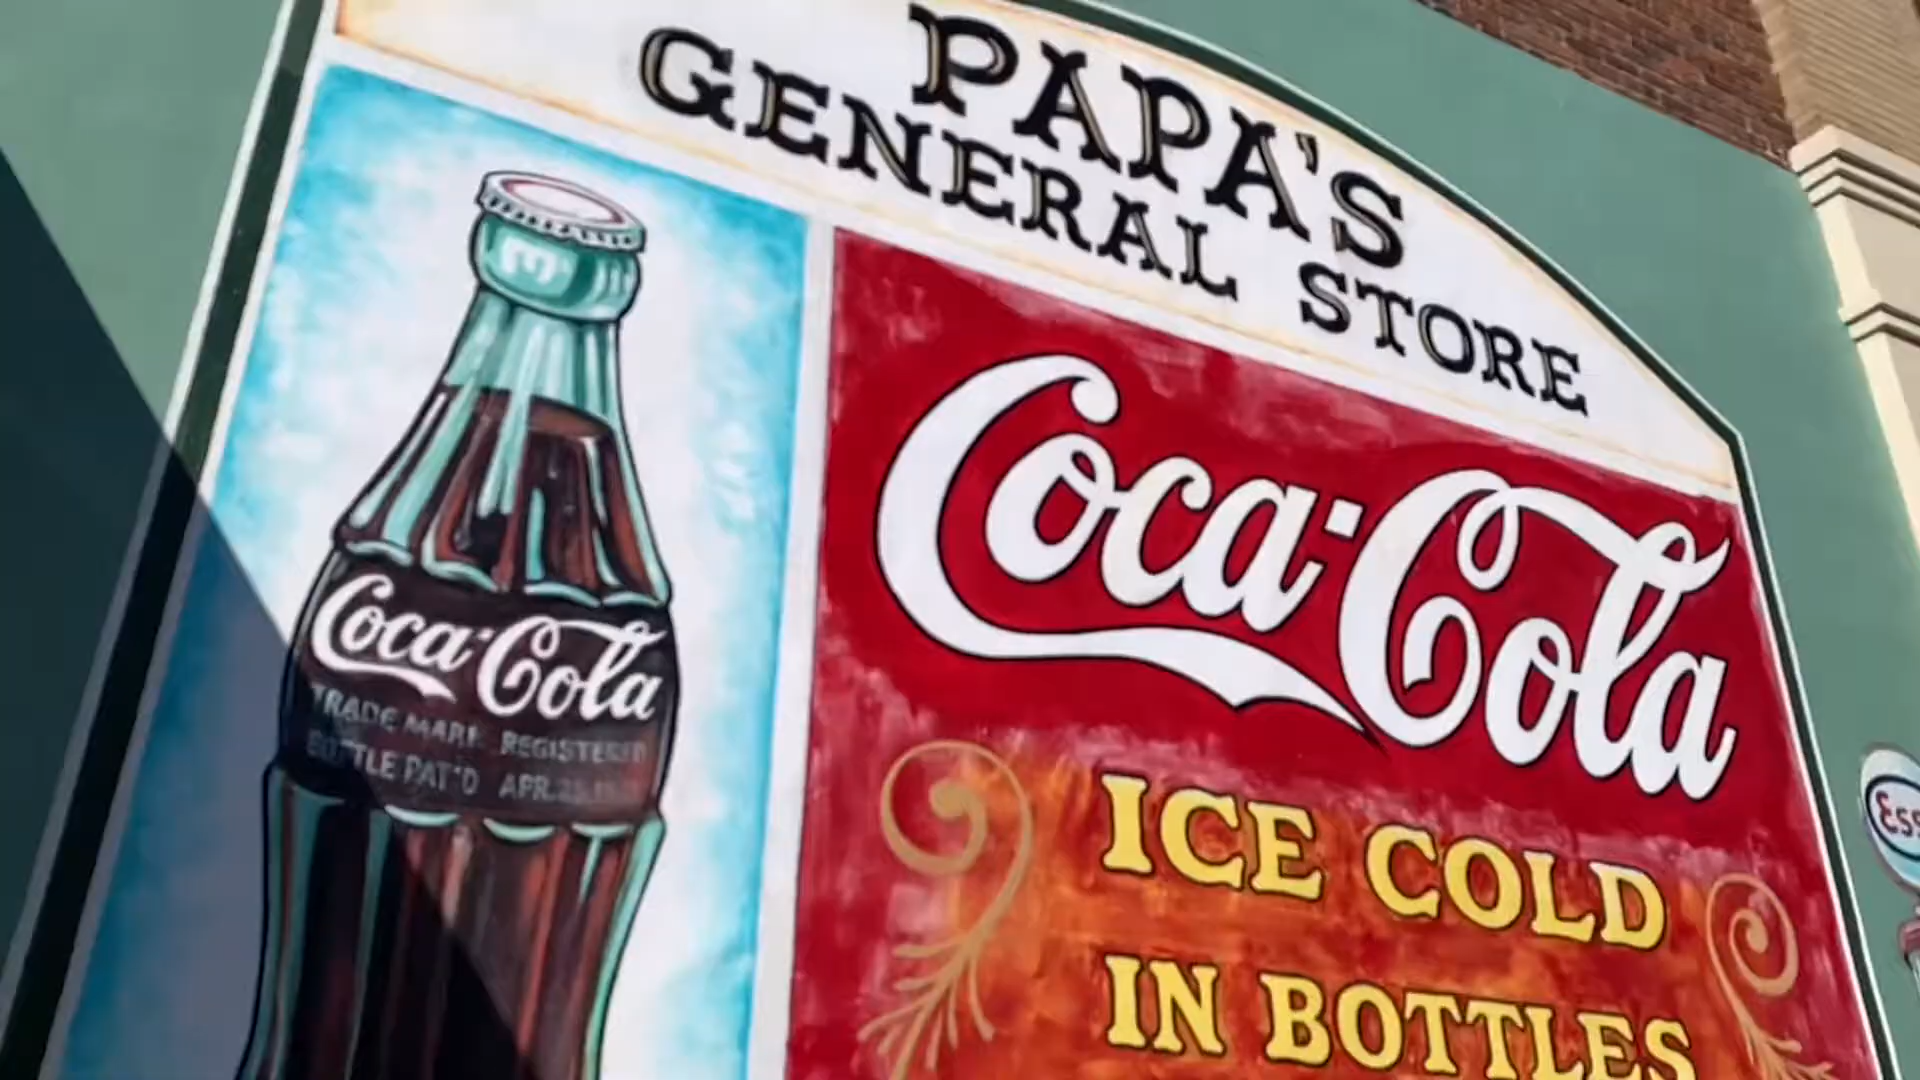 PAPA'S
GENERAL STORE
Coca-Cola
TRADE MARK REGISTERED
BOTTLE PAT'D APR.
Coca-Cola
ICE COLD
IN BOTTLES